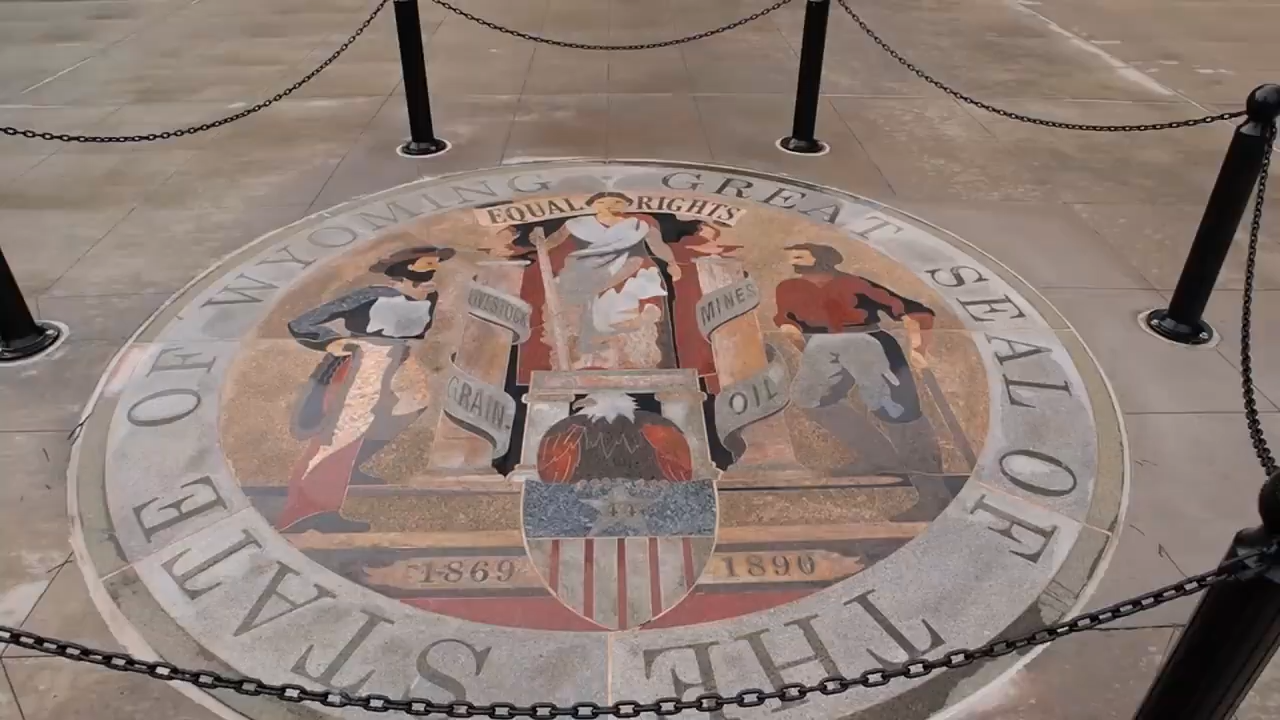 GREAT SEAL OF THE STATE OF WYOMING
EQUAL RIGHTS
LIVESTOCK
MINES
GRAIN
OIL
44
1869
1890